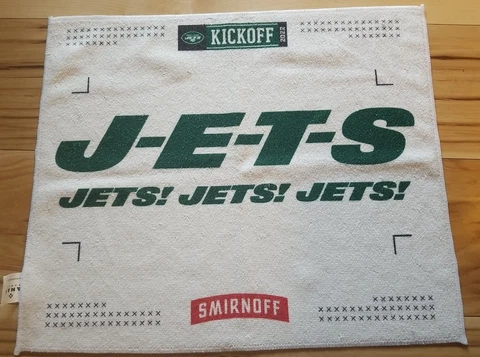 KICKOFF 2022
J-E-T-S
JETS! JETS! JETS!
SMIRNOFF